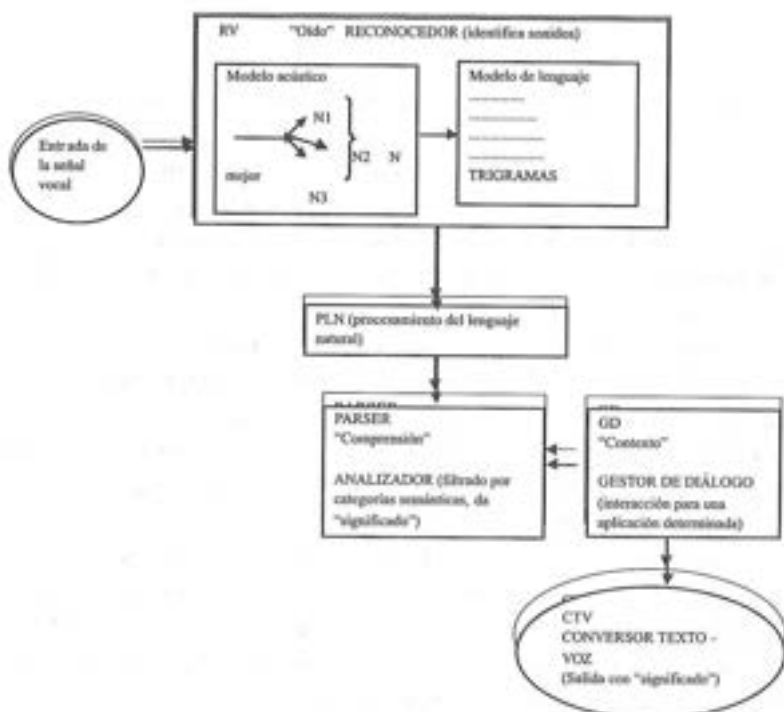 RV "Oído" RECONOCEDOR (identifica sonidos)
Modelo acústico
N1
N2 N
mejor
N3
Modelo de lenguaje
TRIGRAMAS
Entrada de
la señal
vocal
PLN (procesamiento del lenguaje
natural)
PARSER
"Comprensión"
ANALIZADOR (filtrado por
categorías semánticas, da
"significado")
GD
"Contexto"
GESTOR DE DIÁLOGO
(interacción para una
aplicación determinada)
CTV
CONVERSOR TEXTO –
VOZ
(Salida con "significado")